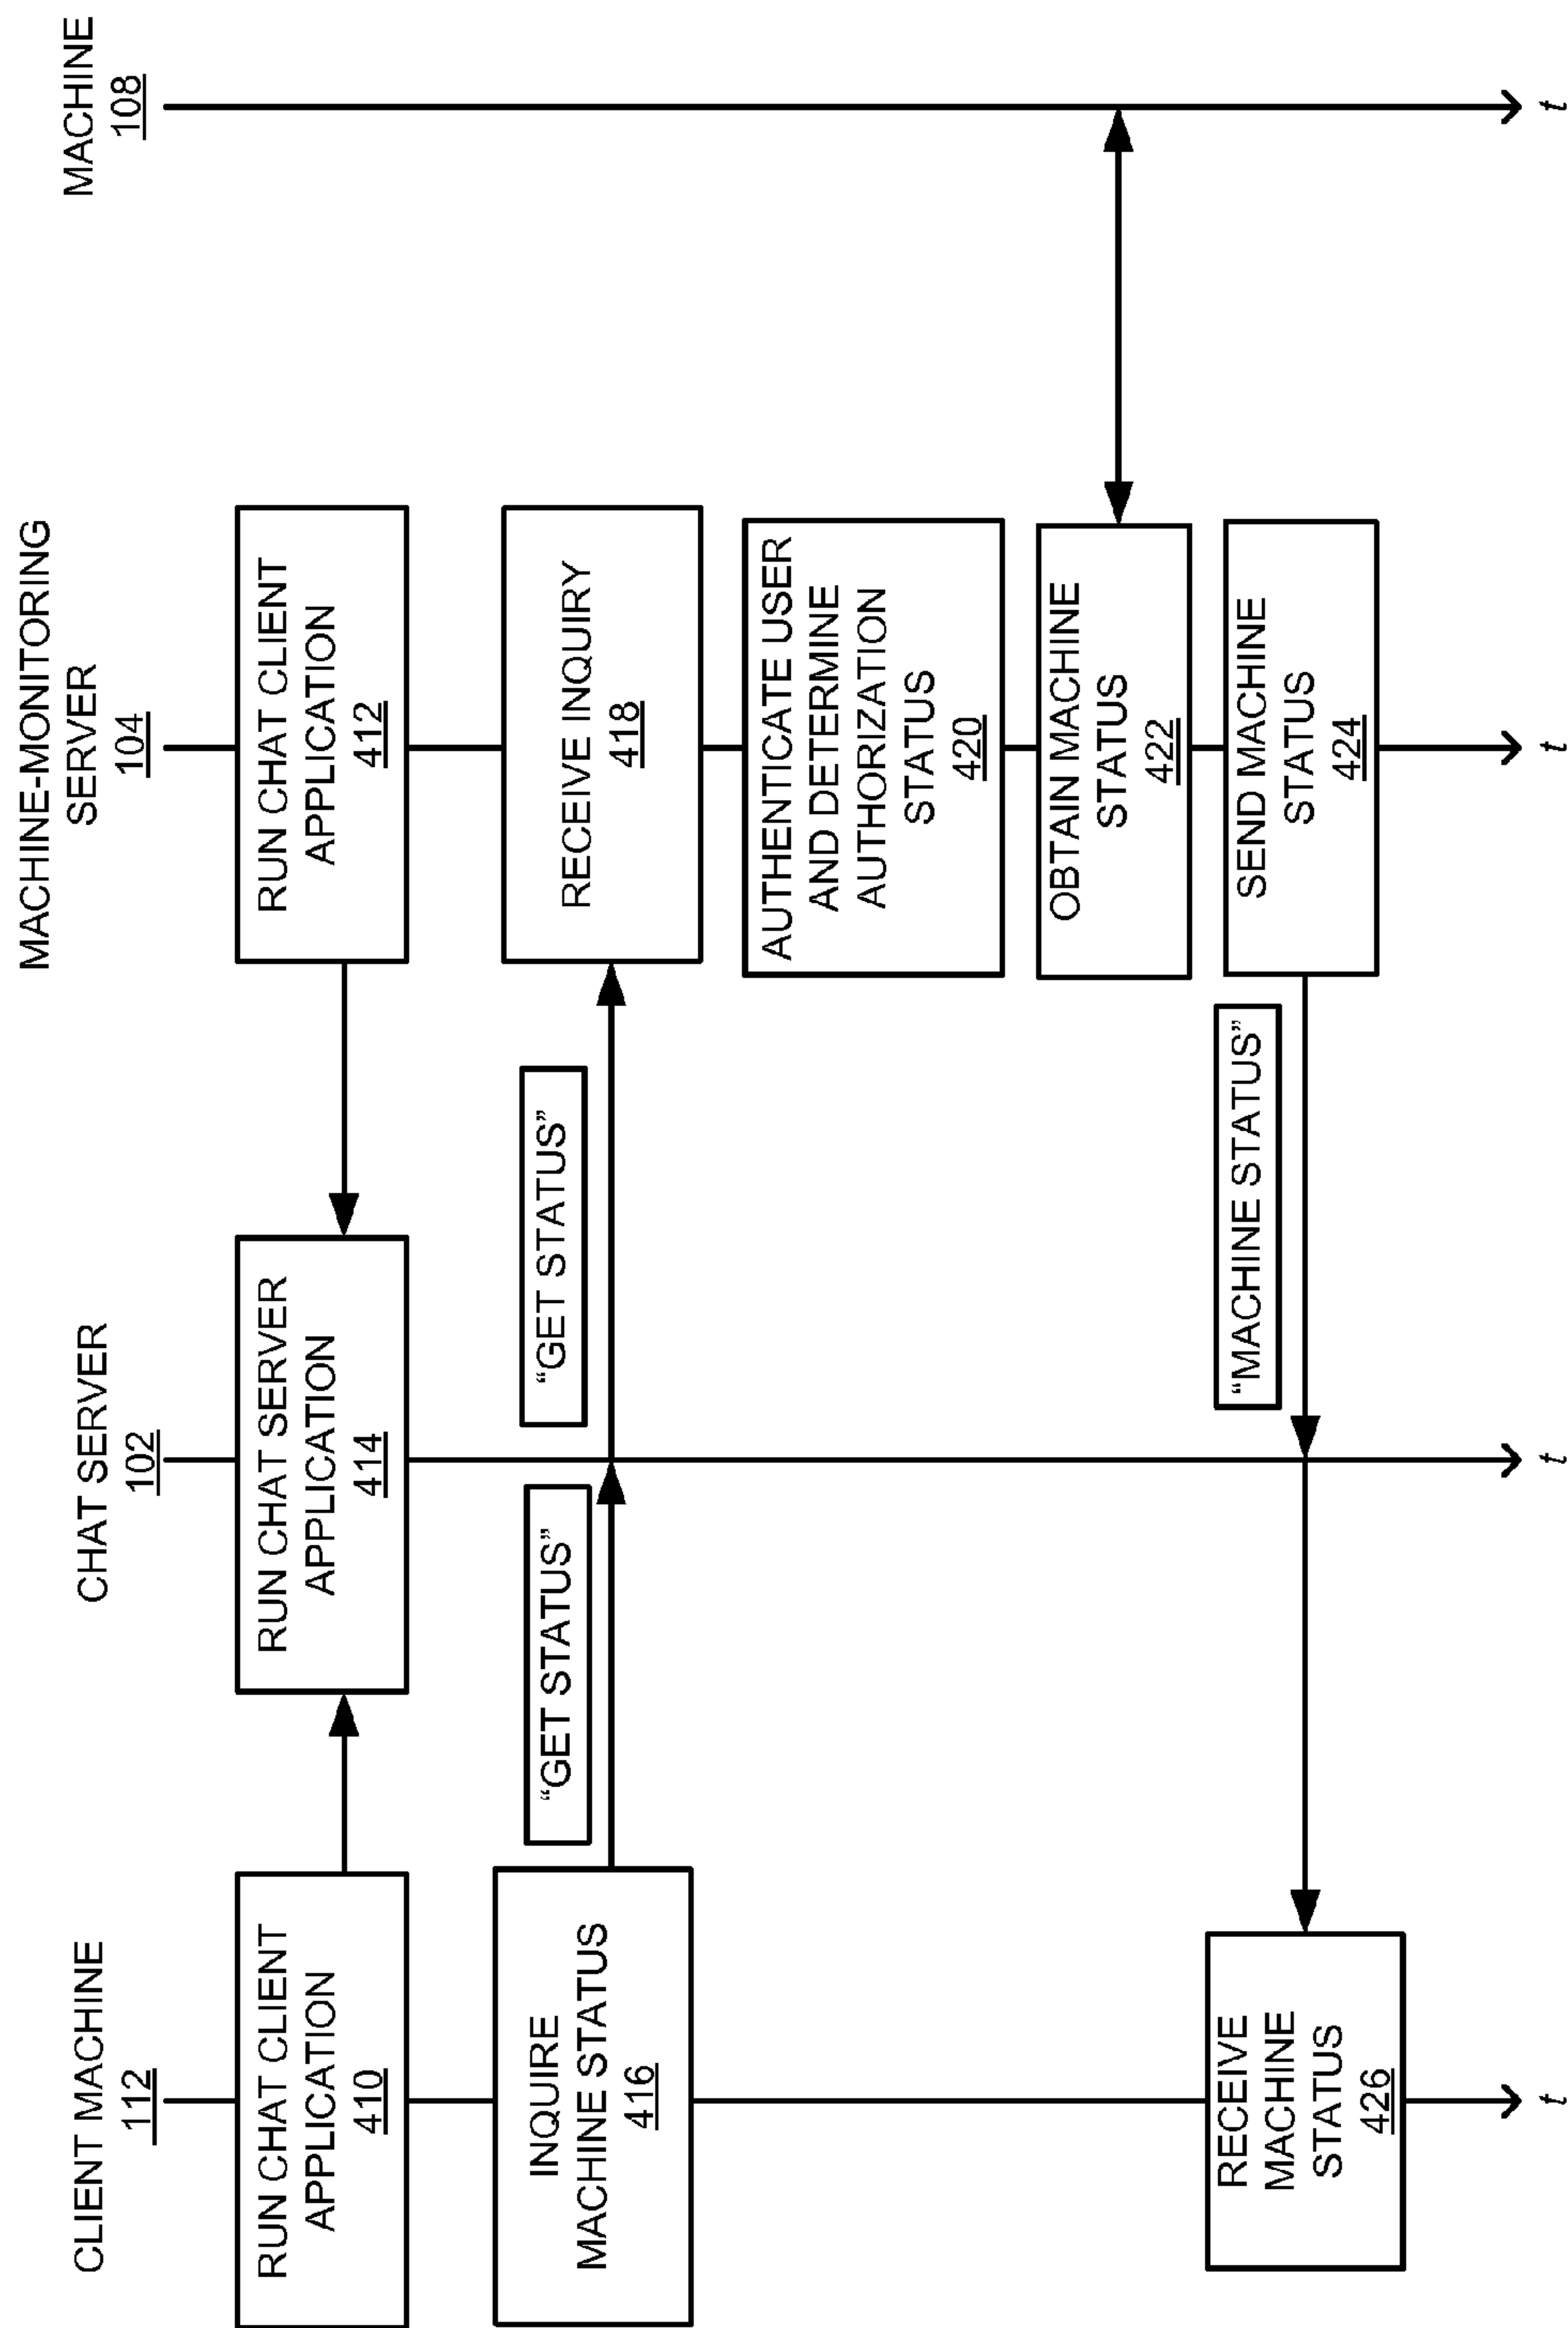 CLIENT MACHINE
112
CHAT SERVER
102
MACHINE-MONITORING
SERVER
104
MACHINE
108
RUN CHAT CLIENT
APPLICATION
410
RUN CHAT SERVER
APPLICATION
414
RUN CHAT CLIENT
APPLICATION
412
INQUIRE
MACHINE STATUS
416
“GET STATUS”
“GET STATUS”
RECEIVE INQUIRY
418
AUTHENTICATE USER
AND DETERMINE
AUTHORIZATION
STATUS
420
OBTAIN MACHINE
STATUS
422
SEND MACHINE
STATUS
424
“MACHINE STATUS”
RECEIVE
MACHINE
STATUS
426
t
t
t
t